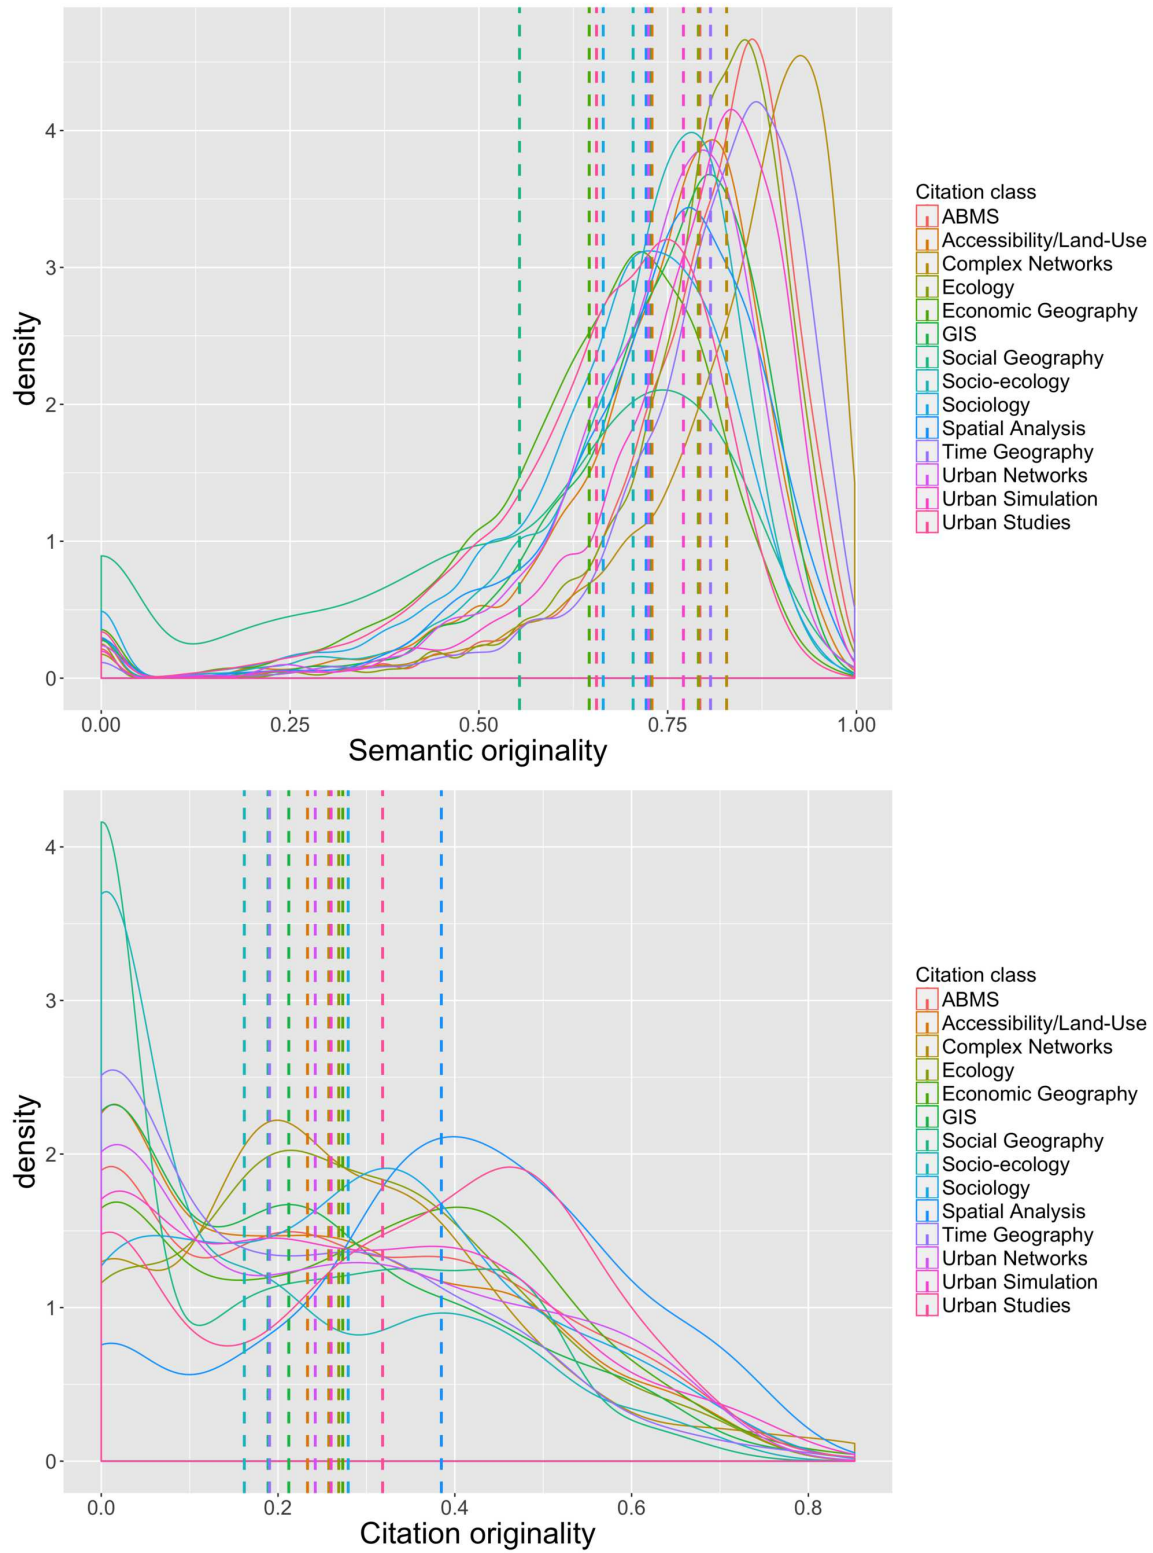 density
4
3
2
1
0
0.00 0.25 0.50 0.75 1.00
Semantic originality
Citation class
ABMS
Accessibility/Land-Use
Complex Networks
Ecology
Economic Geography
GIS
Social Geography
Socio-ecology
Sociology
Spatial Analysis
Time Geography
Urban Networks
Urban Simulation
Urban Studies
density
4
3
2
1
0
0.0 0.2 0.4 0.6 0.8
Citation originality
Citation class
ABMS
Accessibility/Land-Use
Complex Networks
Ecology
Economic Geography
GIS
Social Geography
Socio-ecology
Sociology
Spatial Analysis
Time Geography
Urban Networks
Urban Simulation
Urban Studies